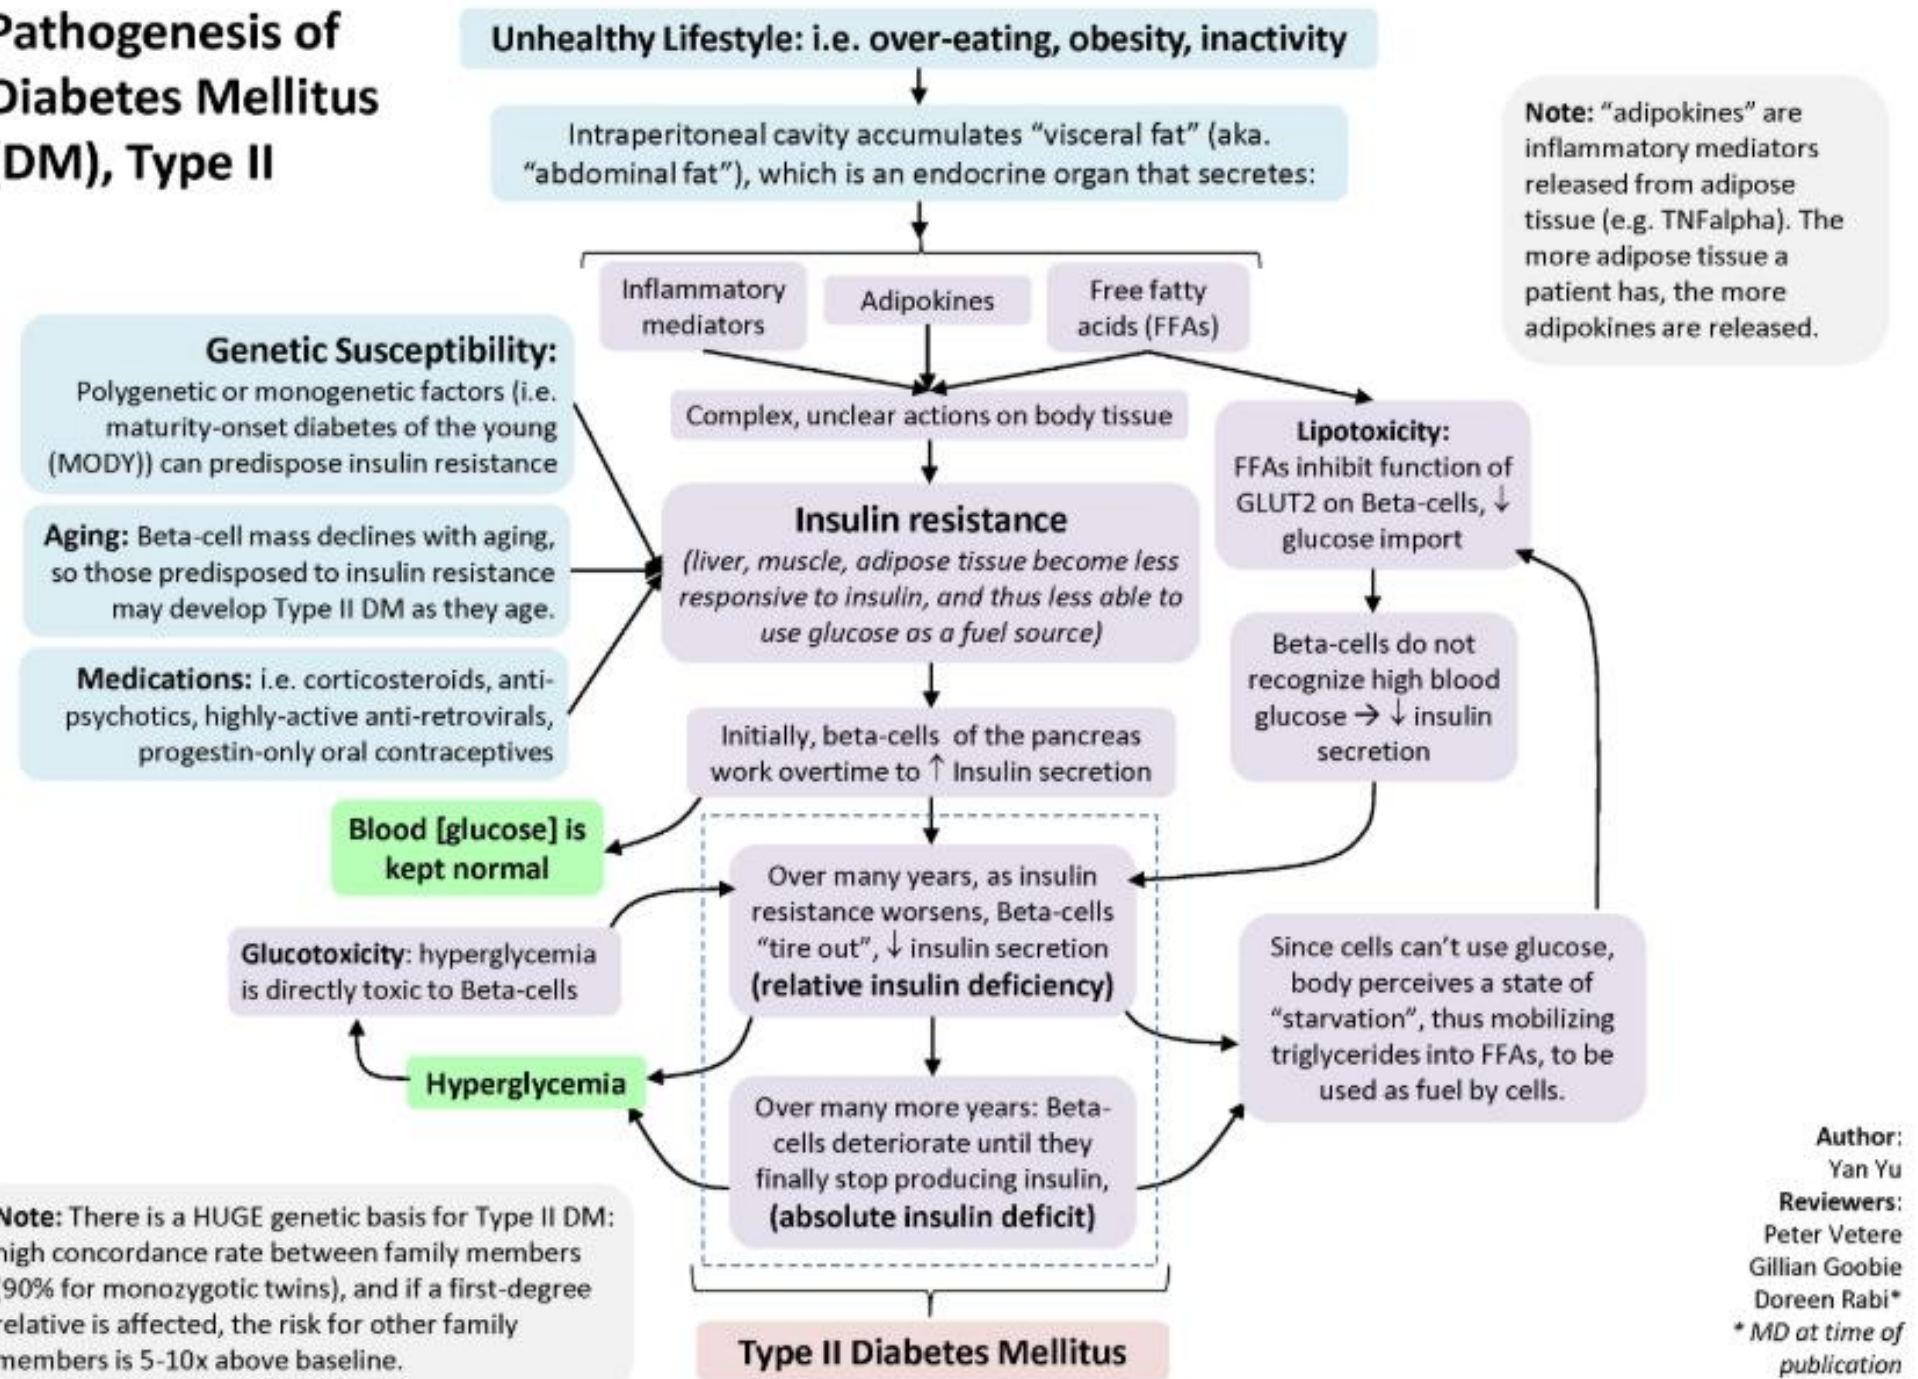 Pathogenesis of
Diabetes Mellitus
(DM), Type II
Unhealthy Lifestyle: i.e. over-eating, obesity, inactivity
Intraperitoneal cavity accumulates “visceral fat” (aka.
“abdominal fat”), which is an endocrine organ that secretes:
Note: “adipokines” are
inflammatory mediators
released from adipose
tissue (e.g. TNFalpha). The
more adipose tissue a
patient has, the more
adipokines are released.
Inflammatory
mediators
Adipokines
Free fatty
acids (FFAs)
Genetic Susceptibility:
Polygenetic or monogenetic factors (i.e.
maturity-onset diabetes of the young
(MODY)) can predispose insulin resistance
Complex, unclear actions on body tissue
Lipotoxicity:
FFAs inhibit function of
GLUT2 on Beta-cells, ↓
glucose import
Aging: Beta-cell mass declines with aging,
so those predisposed to insulin resistance
may develop Type II DM as they age.
Insulin resistance
(liver, muscle, adipose tissue become less
responsive to insulin, and thus less able to
use glucose as a fuel source)
Medications: i.e. corticosteroids, anti-
psychotics, highly-active anti-retrovirals,
progestin-only oral contraceptives
Beta-cells do not
recognize high blood
glucose → ↓ insulin
secretion
Initially, beta-cells of the pancreas
work overtime to ↑ Insulin secretion
Blood [glucose] is
kept normal
Over many years, as insulin
resistance worsens, Beta-cells
“tire out”, ↓ insulin secretion
(relative insulin deficiency)
Glucotoxicity: hyperglycemia
is directly toxic to Beta-cells
Since cells can’t use glucose,
body perceives a state of
“starvation”, thus mobilizing
triglycerides into FFAs, to be
used as fuel by cells.
Hyperglycemia
Over many more years: Beta-
cells deteriorate until they
finally stop producing insulin,
(absolute insulin deficit)
Note: There is a HUGE genetic basis for Type II DM:
high concordance rate between family members
(90% for monozygotic twins), and if a first-degree
relative is affected, the risk for other family
members is 5-10x above baseline.
Type II Diabetes Mellitus
Author:
Yan Yu
Reviewers:
Peter Vetere
Gillian Goobie
Doreen Rabi*
* MD at time of
publication